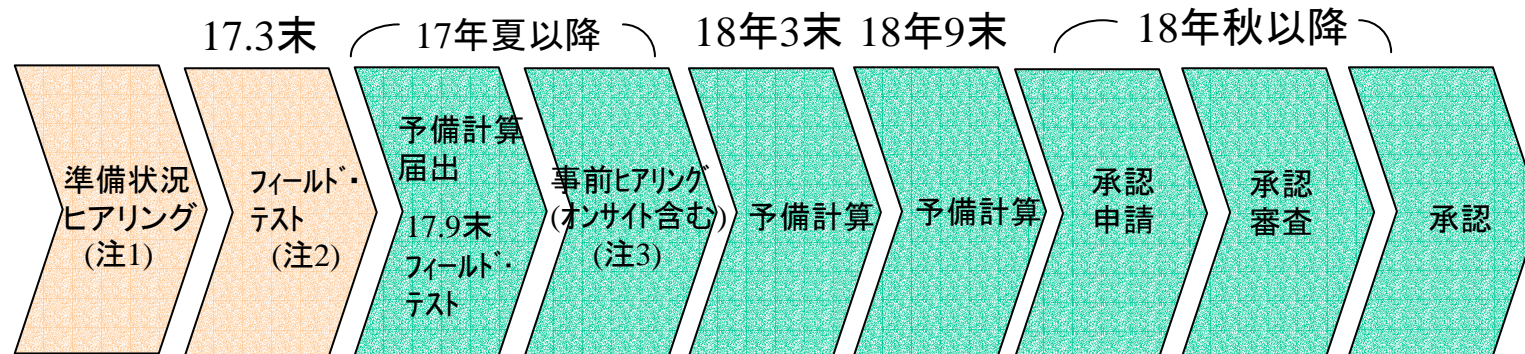 17.3末
17年夏以降
18年3末
18年9末
18年秋以降
準備状況
ヒアリング
(注1)
フィールド・
テスト
(注2)
予備計算
届出
17.9末
フィールド・
テスト
事前ヒアリング
(オンサイト含む)
(注3)
予備計算
予備計算
承認
申請
承認
審査
承認